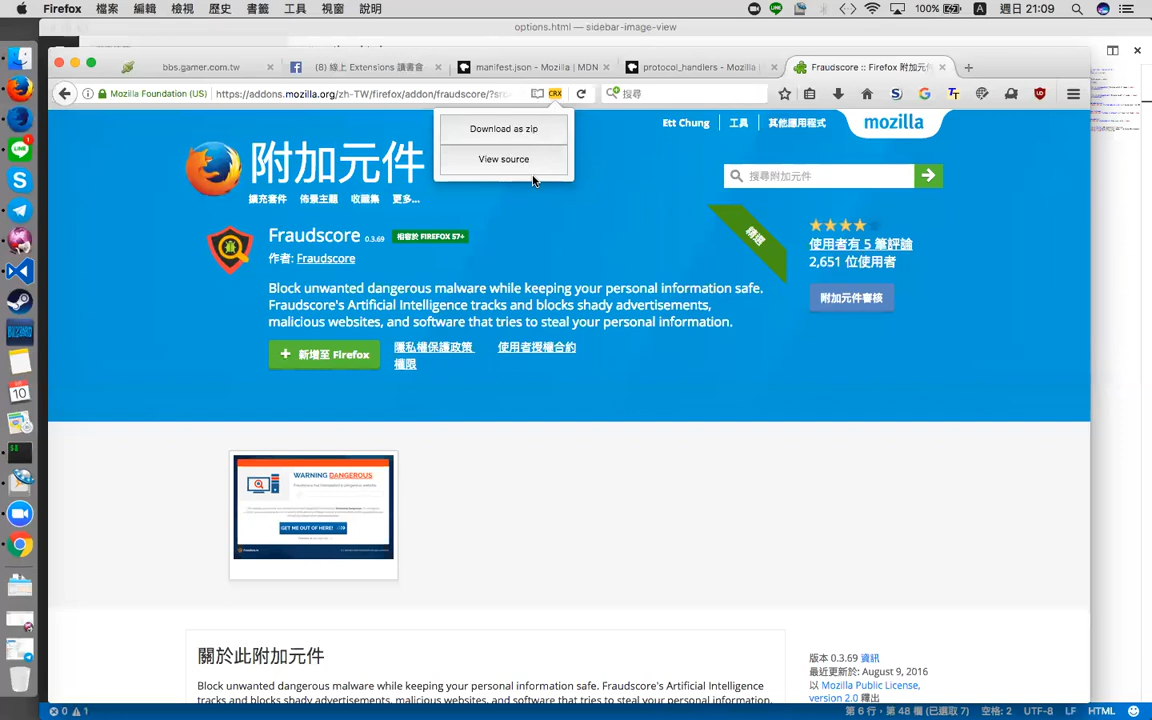 Firefox 檔案 編輯 檢視 歷史 書籤 工具 視窗 說明
100% 週日 21:09
options.html — sidebar-image-view
bbs.gamer.com.tw
(8) 線上 Extensions 讀書會
manifest.json - Mozilla | MDN
protocol_handlers - Mozilla
Fraudscore :: Firefox 附加元件
Mozilla Foundation (US)
https://addons.mozilla.org/zh-TW/firefox/addon/fraudscore/?src
CRX
搜尋
Download as zip
View source
Ett Chung
工具
其他應用程式
mozilla
附加元件
擴充套件 佈景主題 收藏集 更多...
搜尋附加元件
Fraudscore 0.3.69 相容於 FIREFOX 57+
作者: Fraudscore
精選
使用者有 5 筆評論
2,651 位使用者
附加元件審核
Block unwanted dangerous malware while keeping your personal information safe.
Fraudscore's Artificial Intelligence tracks and blocks shady advertisements,
malicious websites, and software that tries to steal your personal information.
+ 新增至 Firefox
隱私權保護政策
使用者授權合約
權限
WARNING DANGEROUS
GET ME OUT OF HERE!
關於此附加元件
Block unwanted dangerous malware while keeping your personal information safe. Fraudscore's Artificial Intelligence
tracks and blocks shady advertisements, malicious websites, and software that tries to steal your personal
版本 0.3.69 資訊
最近更新於: August 9, 2016
以 Mozilla Public License,
version 2.0 釋出
0 1
第 6 行，第 48 欄 (已選取 7) 空格: 2 UTF-8 LF HTML